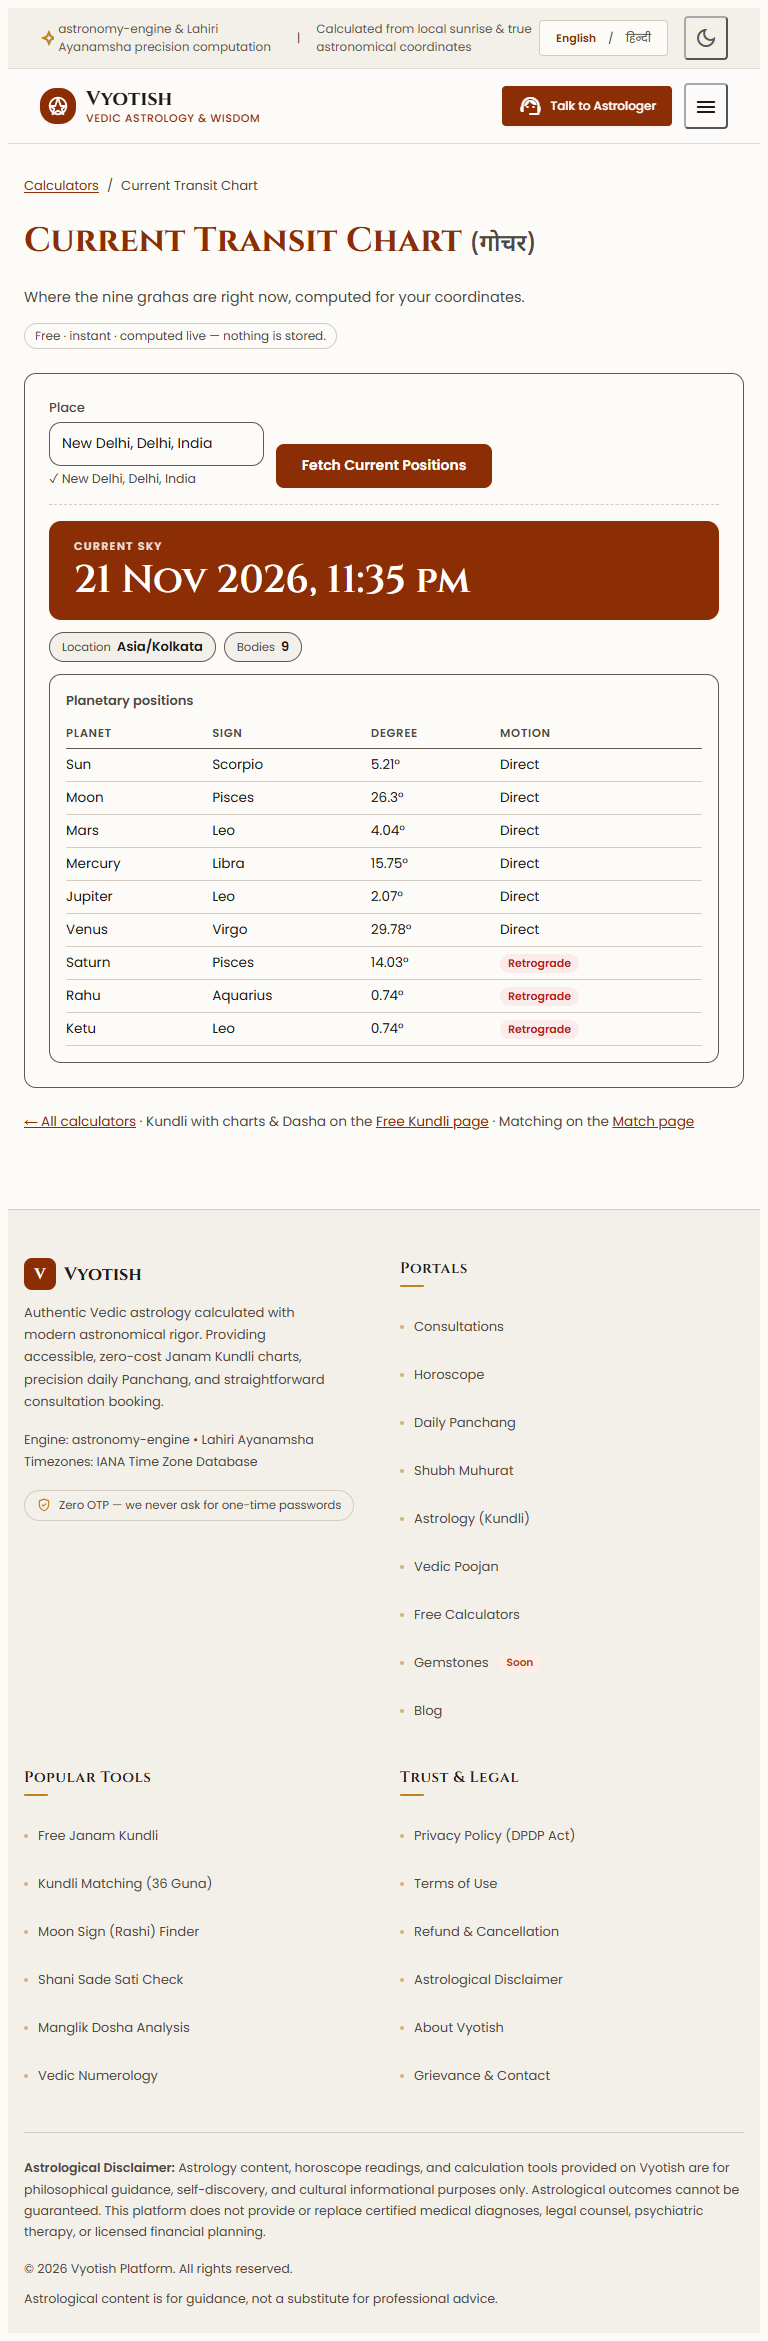 astronomy-engine & Lahiri
Ayanamsha precision computation
|
Calculated from local sunrise & true
astronomical coordinates
English / हिन्दी
Vyotish
VEDIC ASTROLOGY & WISDOM
Talk to Astrologer
Calculators / Current Transit Chart
Current Transit Chart (गोचर)
Where the nine grahas are right now, computed for your coordinates.
Free · instant · computed live — nothing is stored.
Place
New Delhi, Delhi, India
✓ New Delhi, Delhi, India
Fetch Current Positions
CURRENT SKY
21 Nov 2026, 11:35 pm
Location Asia/Kolkata
Bodies 9
Planetary positions
PLANET SIGN DEGREE MOTION
Sun Scorpio 5.21° Direct
Moon Pisces 26.3° Direct
Mars Leo 4.04° Direct
Mercury Libra 15.75° Direct
Jupiter Leo 2.07° Direct
Venus Virgo 29.78° Direct
Saturn Pisces 14.03° Retrograde
Rahu Aquarius 0.74° Retrograde
Ketu Leo 0.74° Retrograde
← All calculators · Kundli with charts & Dasha on the Free Kundli page · Matching on the Match page
V Vyotish
Authentic Vedic astrology calculated with
modern astronomical rigor. Providing
accessible, zero-cost Janam Kundli charts,
precision daily Panchang, and straightforward
consultation booking.
Engine: astronomy-engine • Lahiri Ayanamsha
Timezones: IANA Time Zone Database
Zero OTP — we never ask for one-time passwords
Portals
Consultations
Horoscope
Daily Panchang
Shubh Muhurat
Astrology (Kundli)
Vedic Poojan
Free Calculators
Gemstones Soon
Blog
Popular Tools
Free Janam Kundli
Kundli Matching (36 Guna)
Moon Sign (Rashi) Finder
Shani Sade Sati Check
Manglik Dosha Analysis
Vedic Numerology
Trust & Legal
Privacy Policy (DPDP Act)
Terms of Use
Refund & Cancellation
Astrological Disclaimer
About Vyotish
Grievance & Contact
Astrological Disclaimer: Astrology content, horoscope readings, and calculation tools provided on Vyotish are for
philosophical guidance, self-discovery, and cultural informational purposes only. Astrological outcomes cannot be
guaranteed. This platform does not provide or replace certified medical diagnoses, legal counsel, psychiatric
therapy, or licensed financial planning.
© 2026 Vyotish Platform. All rights reserved.
Astrological content is for guidance, not a substitute for professional advice.